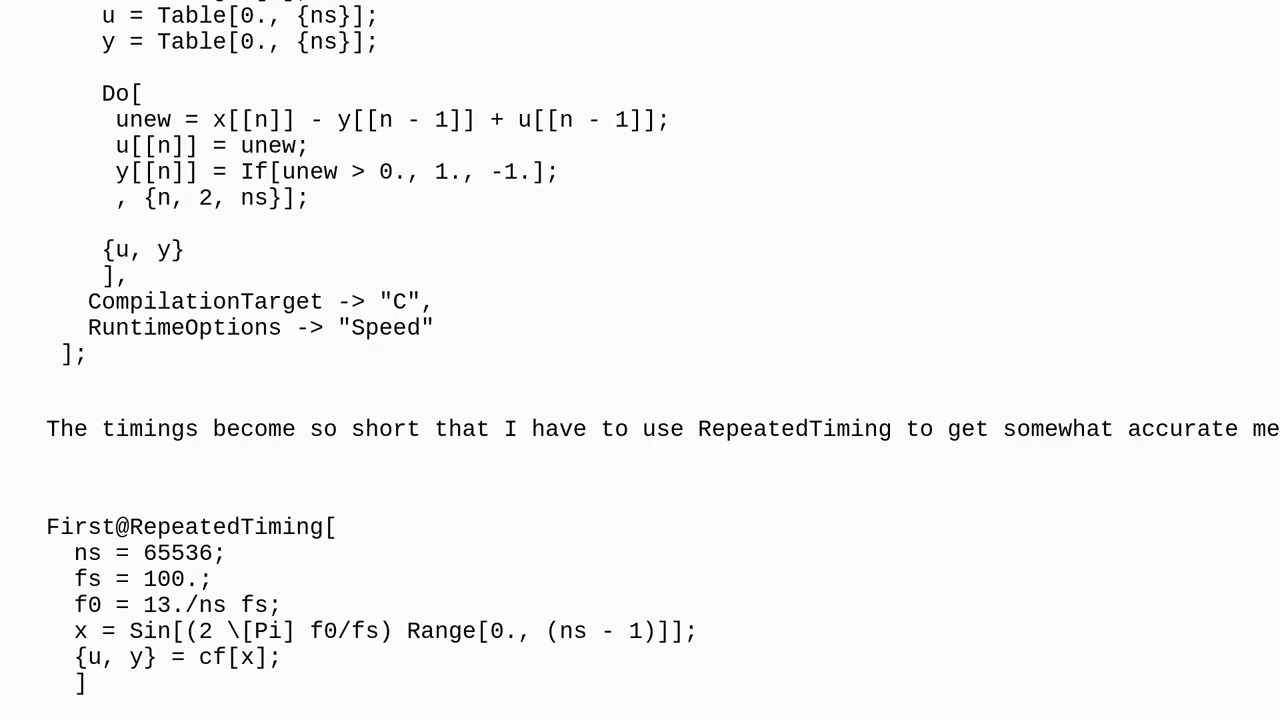 u = Table[0., {ns}];
y = Table[0., {ns}];
Do[
unew = x[[n]] - y[[n - 1]] + u[[n - 1]];
u[[n]] = unew;
y[[n]] = If[unew > 0., 1., -1.];
, {n, 2, ns}];
{u, y}
],
CompilationTarget -> "C",
RuntimeOptions -> "Speed"
];
The timings become so short that I have to use RepeatedTiming to get somewhat accurate me
First@RepeatedTiming[
ns = 65536;
fs = 100.;
f0 = 13./ns fs;
x = Sin[(2 \[Pi] f0/fs) Range[0., (ns - 1)]];
{u, y} = cf[x];
]